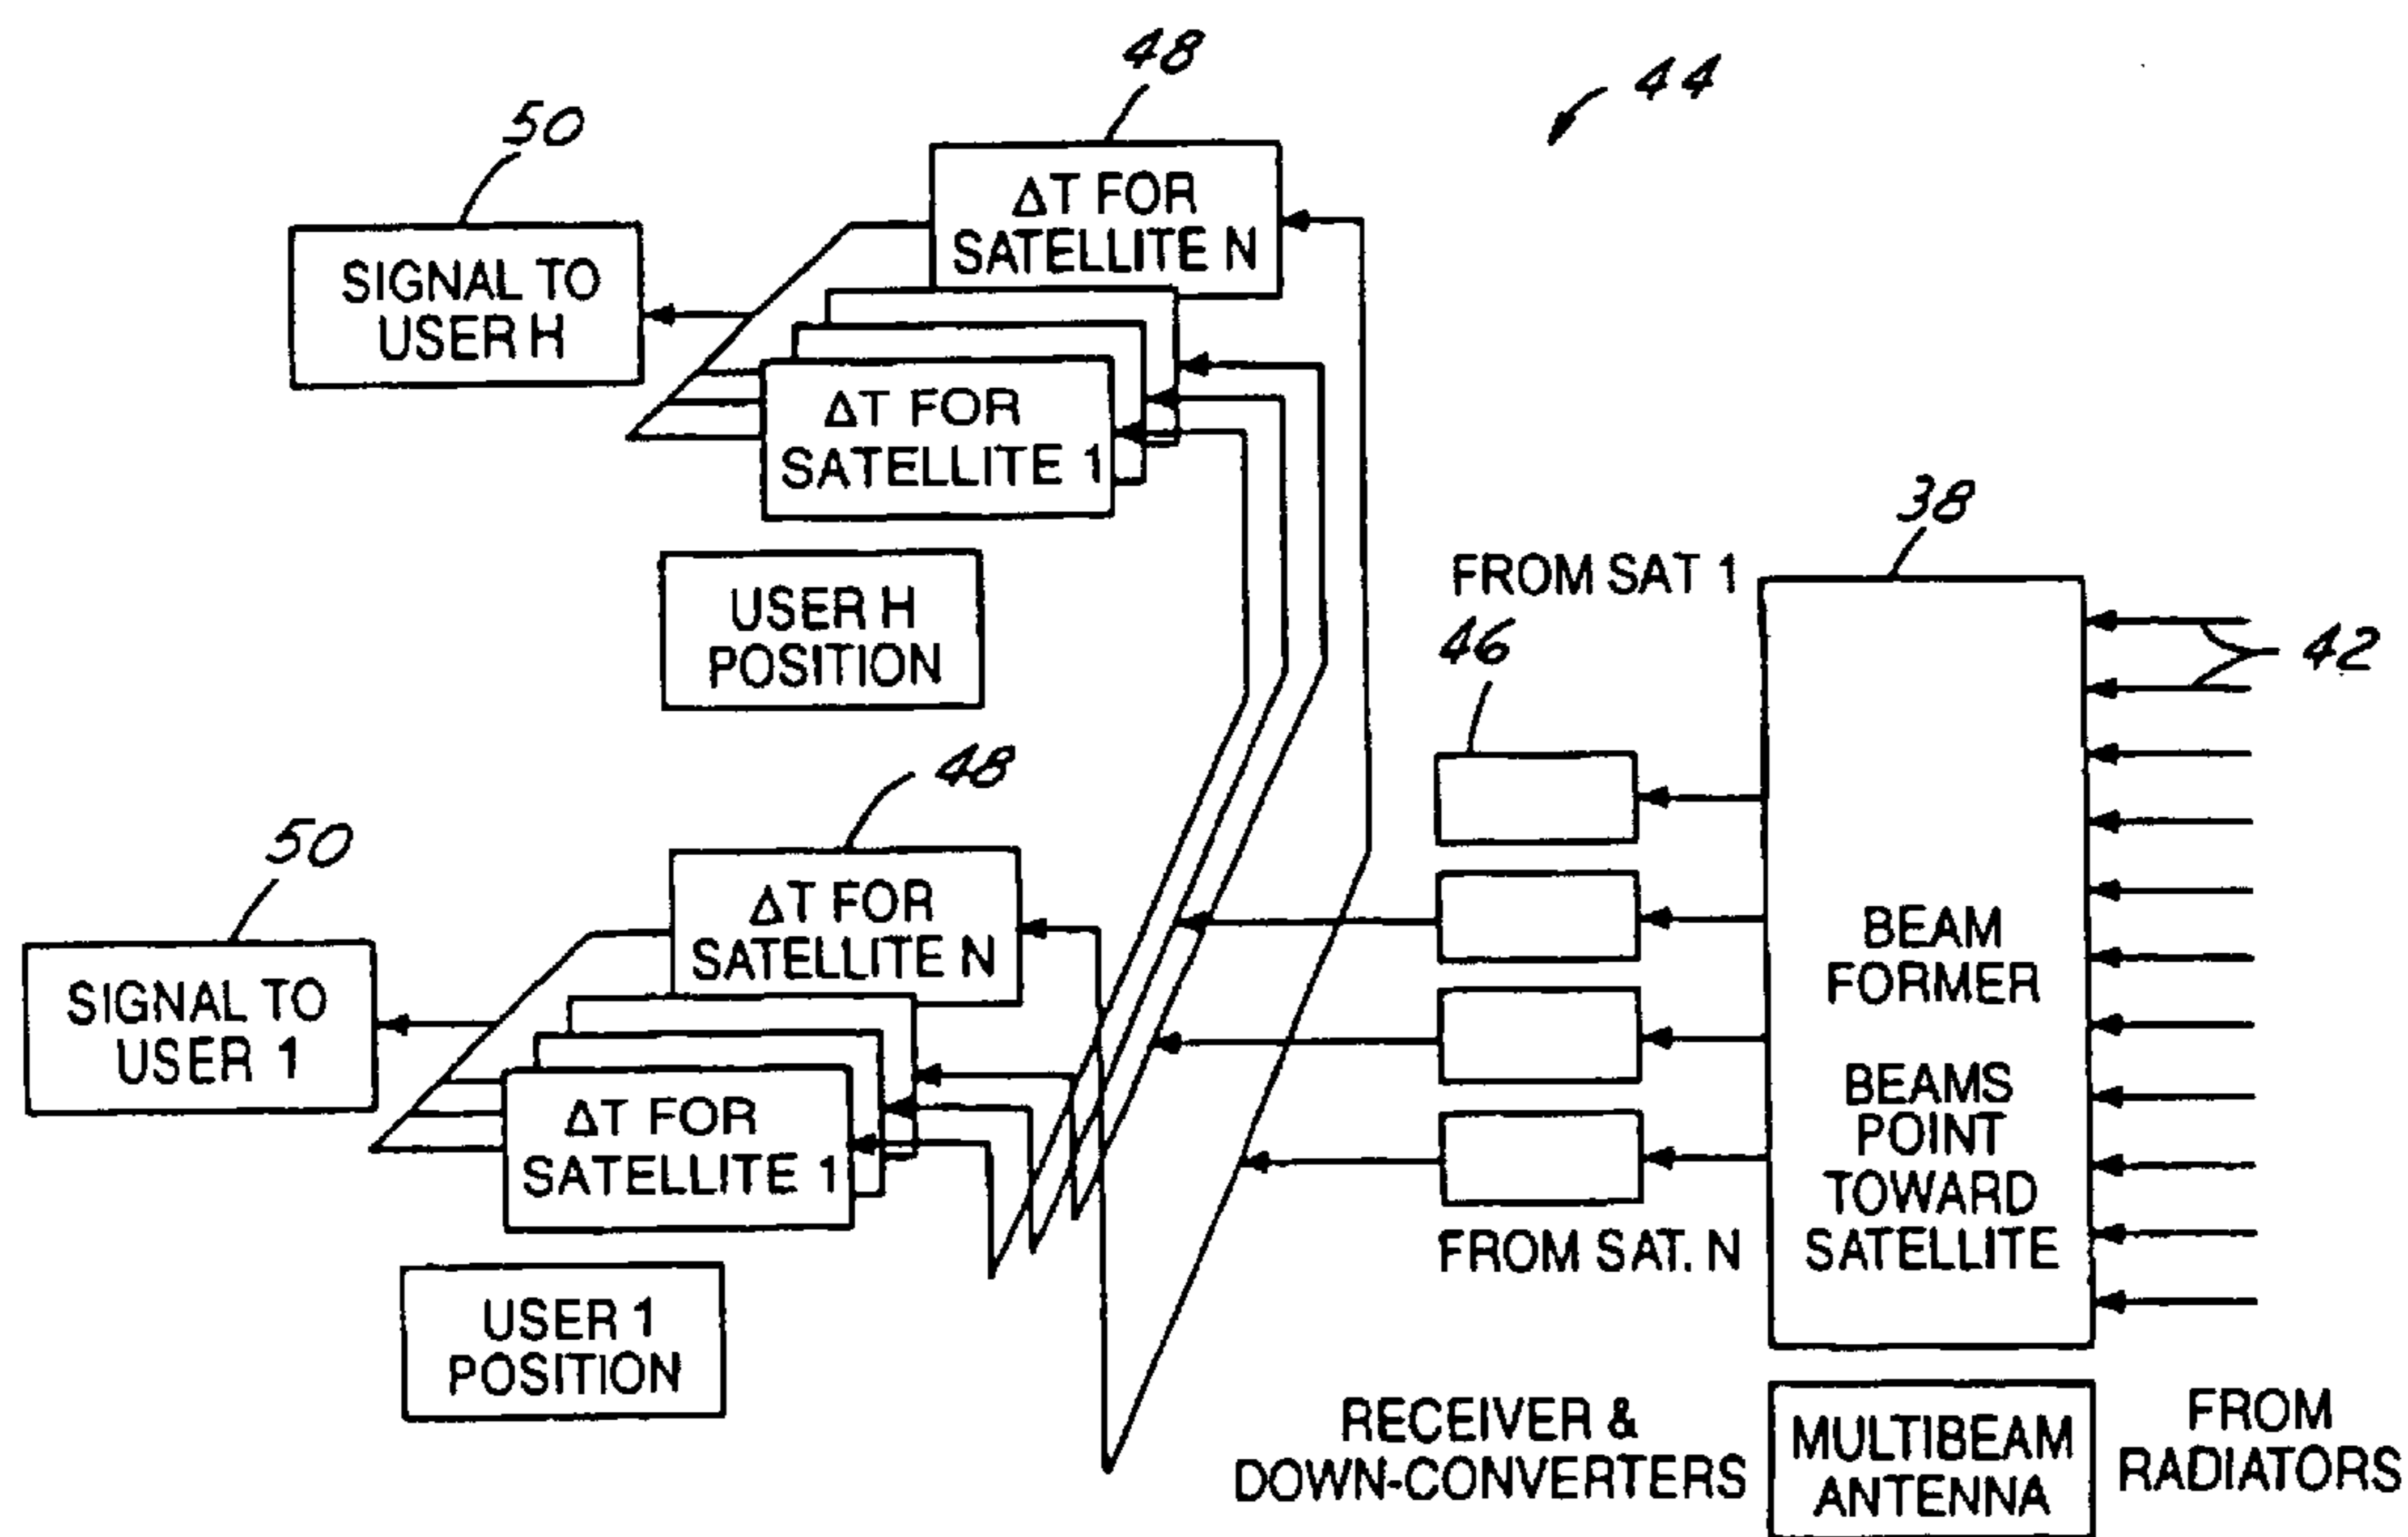 48
44
50
ΔT FOR
SATELLITE N
SIGNAL TO
USER H
ΔT FOR
SATELLITE 1
38
FROM SAT 1
USER H
POSITION
46
42
48
50
ΔT FOR
SATELLITE N
BEAM
FORMER
SIGNAL TO
USER 1
BEAMS
POINT
TOWARD
SATELLITE
ΔT FOR
SATELLITE 1
FROM SAT. N
USER 1
POSITION
RECEIVER &
DOWN-CONVERTERS
MULTIBEAM
ANTENNA
FROM
RADIATORS